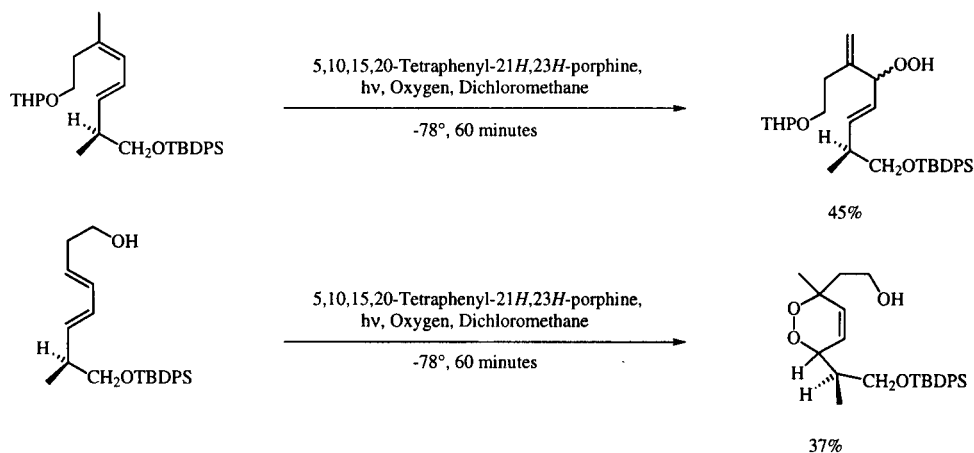 5,10,15,20-Tetraphenyl-21H,23H-porphine,
hν, Oxygen, Dichloromethane
-78°, 60 minutes
THPO
H
CH₂OTBDPS
OOH
THPO
H
CH₂OTBDPS
45%
OH
H
CH₂OTBDPS
5,10,15,20-Tetraphenyl-21H,23H-porphine,
hν, Oxygen, Dichloromethane
-78°, 60 minutes
OH
O
O
H
H
CH₂OTBDPS
37%